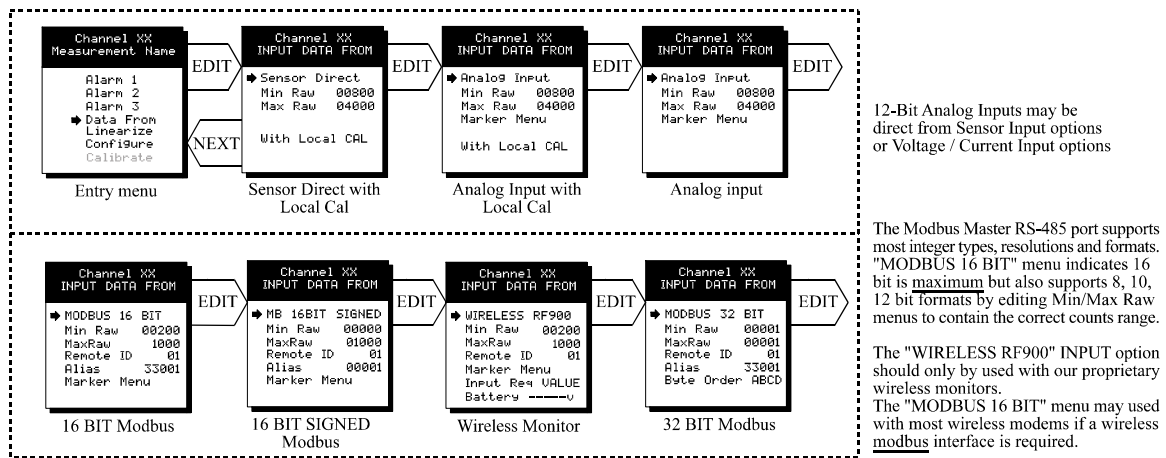 Channel XX
Measurement Name
Alarm 1
Alarm 2
Alarm 3
Data From
Linearize
Configure
Calibrate
Entry menu
EDIT
NEXT
Channel XX
INPUT DATA FROM
Sensor Direct
Min Raw 00800
Max Raw 04000
With Local CAL
Sensor Direct with
Local Cal
EDIT
Channel XX
INPUT DATA FROM
Analog Input
Min Raw 00800
Max Raw 04000
Marker Menu
With Local CAL
Analog Input with
Local Cal
EDIT
Channel XX
INPUT DATA FROM
Analog Input
Min Raw 00800
Max Raw 04000
Marker Menu
Analog input
EDIT
12-Bit Analog Inputs may be
direct from Sensor Input options
or Voltage / Current Input options
Channel XX
INPUT DATA FROM
MODBUS 16 BIT
Min Raw 00200
MaxRaw 1000
Remote ID 01
Alias 33001
Marker Menu
16 BIT Modbus
EDIT
Channel XX
INPUT DATA FROM
MB 16BIT SIGNED
Min Raw 00000
MaxRaw 01000
Remote ID 01
Alias 00001
Marker Menu
16 BIT SIGNED
Modbus
EDIT
Channel XX
INPUT DATA FROM
WIRELESS RF900
Min Raw 00200
MaxRaw 1000
Remote ID 01
Marker Menu
Input Req VALUE
Battery -----v
Wireless Monitor
EDIT
Channel XX
INPUT DATA FROM
MODBUS 32 BIT
Min Raw 00001
MaxRaw 00001
Remote ID 01
Alias 33001
Byte Order ABCD
32 BIT Modbus
EDIT
The Modbus Master RS-485 port supports
most integer types, resolutions and formats.
"MODBUS 16 BIT" menu indicates 16
bit is maximum but also supports 8, 10,
12 bit formats by editing Min/Max Raw
menus to contain the correct counts range.
The "WIRELESS RF900" INPUT option
should only by used with our proprietary
wireless monitors.
The "MODBUS 16 BIT" menu may used
with most wireless modems if a wireless
modbus interface is required.